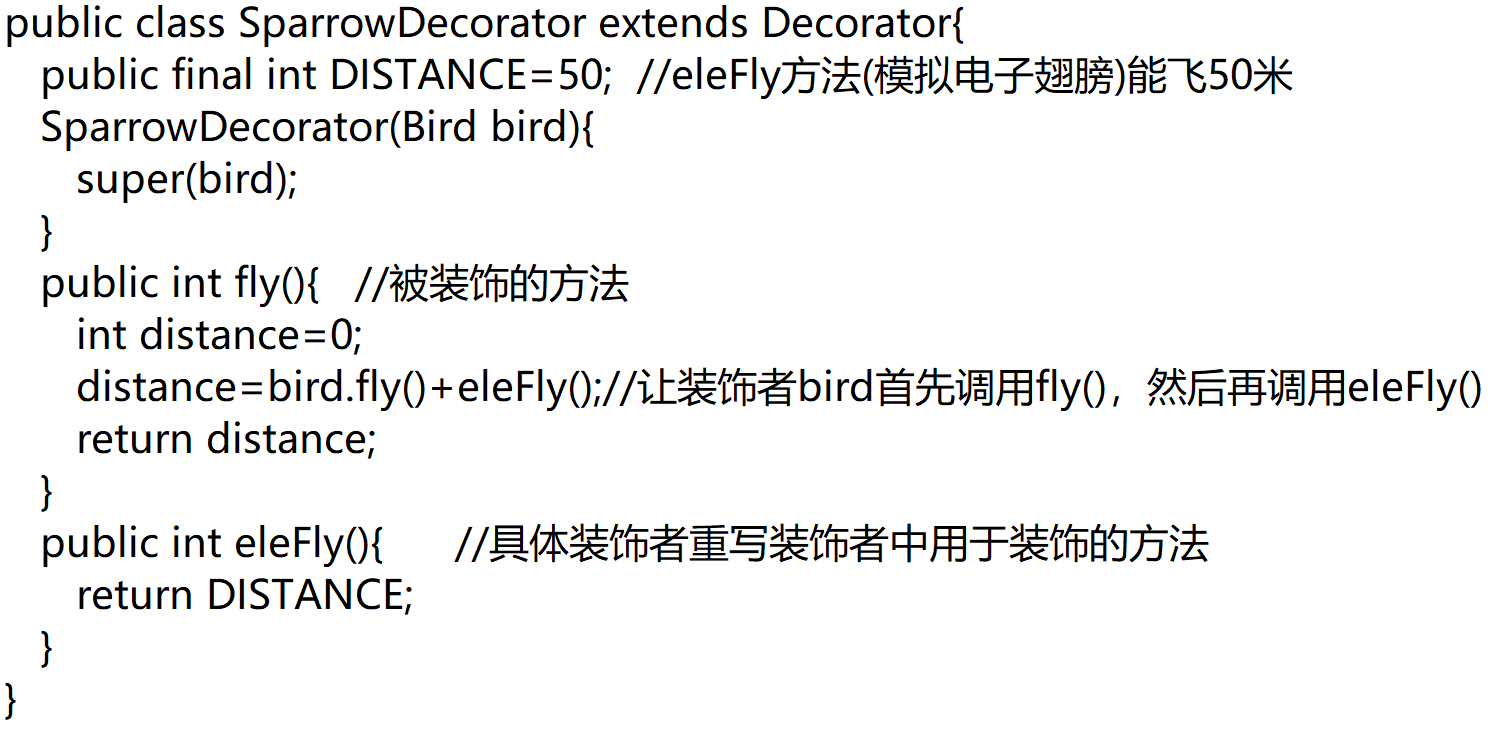 public class SparrowDecorator extends Decorator{
public final int DISTANCE=50;  //eleFly方法(模拟电子翅膀)能飞50米
SparrowDecorator(Bird bird){
super(bird);
}
public int fly(){   //被装饰的方法
int distance=0;
distance=bird.fly()+eleFly();//让装饰者bird首先调用fly()，然后再调用eleFly()
return distance;
}
public int eleFly(){      //具体装饰者重写装饰者中用于装饰的方法
return DISTANCE;
}
}